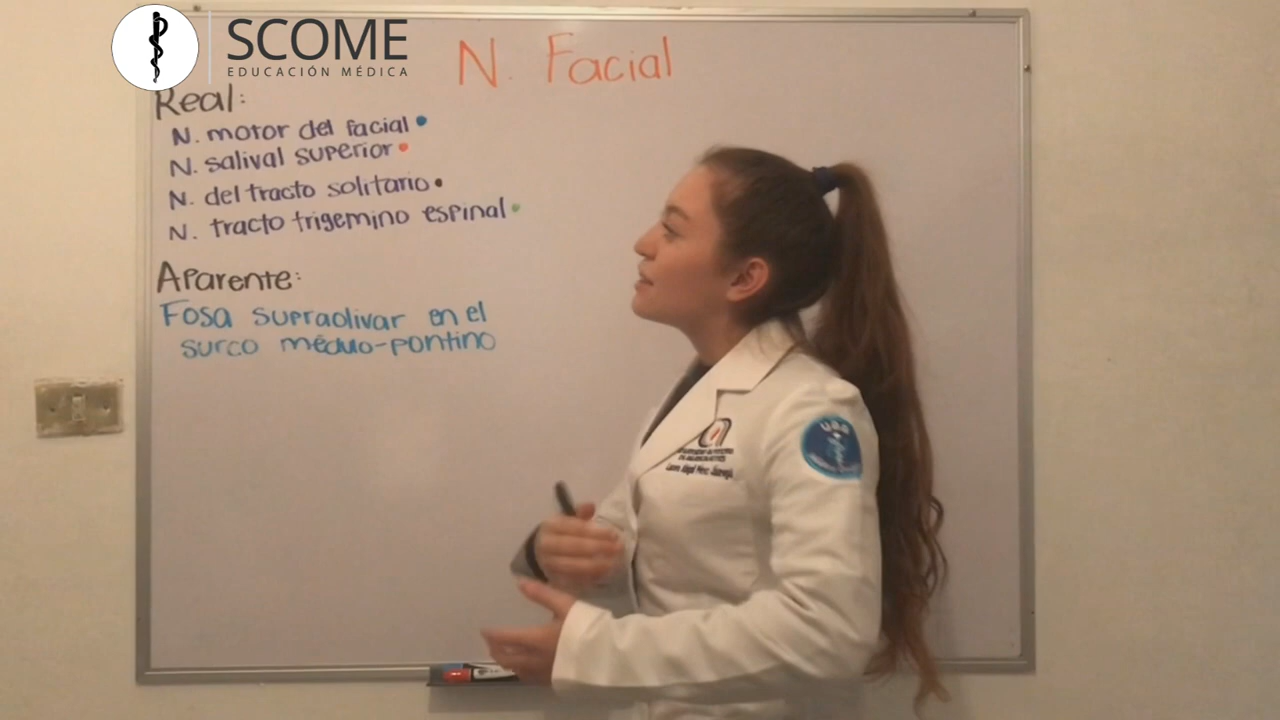 SCOME
EDUCACIÓN MÉDICA
N. Facial
Real:
N. motor del facial
N. salival superior
N. del tracto solitario
N. tracto trigemino espinal
Aparente:
Fosa supraolivar en el
surco médulo-pontino